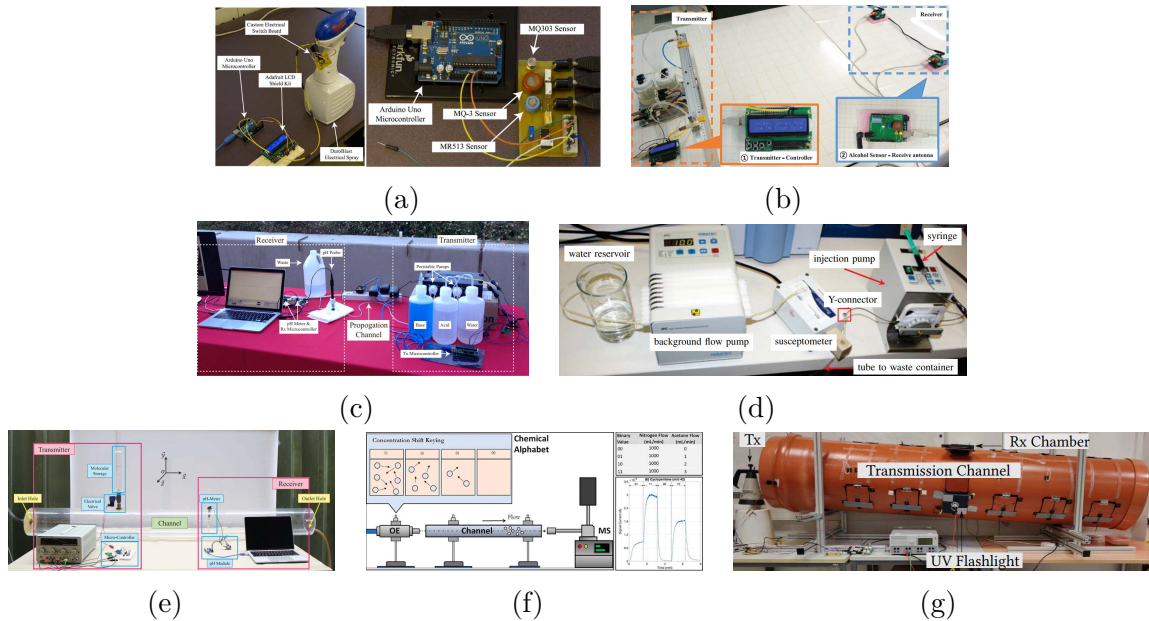 Custom Electrical
Switch Board
Arduino Uno
Microcontroller
Adafruit LCD
Shield Kit
DuroBlast
Electrical Spray
ARDUINO
UNO
MQ303 Sensor
Arduino Uno
Microcontroller
MQ-3 Sensor
MR513 Sensor
(a)
Transmitter
Receiver
① Transmitter – Controller
② Alcohol Sensor – Receive antenna
(b)
Receiver
Transmitter
Waste
pH Probe
Peristaltic Pumps
pH Meter &
Rx Microcontroller
Propogation
Channel
Base
Acid
Water
Tx Microcontroller
(c)
water reservoir
background flow pump
susceptometer
Y-connector
injection pump
syringe
tube to waste container
(d)
Transmitter
Molecular
Storage
Electrical
Valve
Inlet Hole
Channel
Micro-Controller
Receiver
pH-Meter
Outlet Hole
pH Module
(e)
Concentration Shift Keying
Chemical
Alphabet
OE
Channel
Flow
MS
Binary Value
Nitrogen Flow (mL/min)
Acetone Flow (mL/min)
00 1000 0
01 1000 1
10 1000 2
11 1000 3
Time (min)
(f)
Tx
Rx Chamber
Transmission Channel
UV Flashlight
(g)